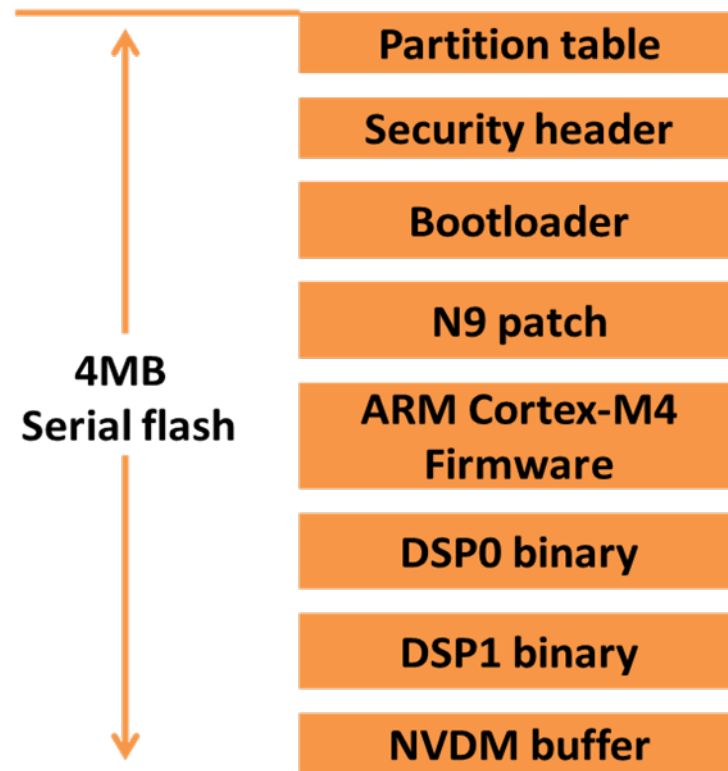 Partition table
Security header
Bootloader
N9 patch
4MB
Serial flash
ARM Cortex-M4
Firmware
DSP0 binary
DSP1 binary
NVDM buffer